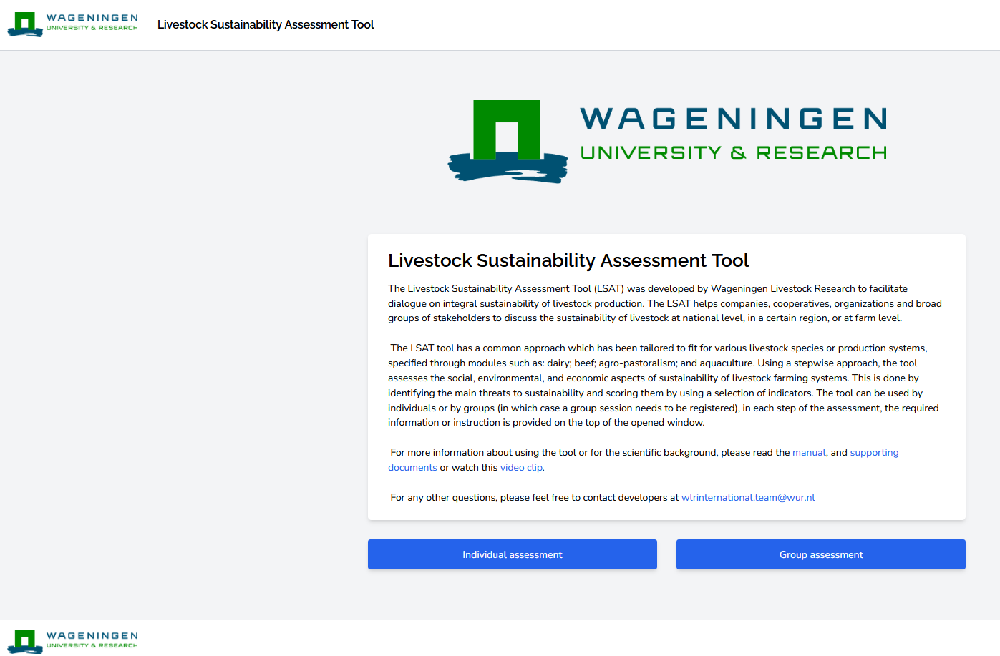 WAGENINGEN
UNIVERSITY & RESEARCH
Livestock Sustainability Assessment Tool
WAGENINGEN
UNIVERSITY & RESEARCH
Livestock Sustainability Assessment Tool
The Livestock Sustainability Assessment Tool (LSAT) was developed by Wageningen Livestock Research to facilitate
dialogue on integral sustainability of livestock production. The LSAT helps companies, cooperatives, organizations and broad
groups of stakeholders to discuss the sustainability of livestock at national level, in a certain region, or at farm level.
The LSAT tool has a common approach which has been tailored to fit for various livestock species or production systems,
specified through modules such as: dairy; beef; agro-pastoralism; and aquaculture. Using a stepwise approach, the tool
assesses the social, environmental, and economic aspects of sustainability of livestock farming systems. This is done by
identifying the main threats to sustainability and scoring them by using a selection of indicators. The tool can be used by
individuals or by groups (in which case a group session needs to be registered), in each step of the assessment, the required
information or instruction is provided on the top of the opened window.
For more information about using the tool or for the scientific background, please read the manual, and supporting
documents or watch this video clip.
For any other questions, please feel free to contact developers at wlrinternational.team@wur.nl
Individual assessment
Group assessment
WAGENINGEN
UNIVERSITY & RESEARCH